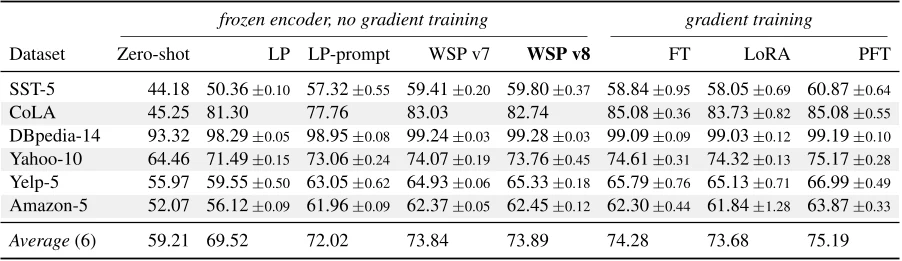 frozen encoder, no gradient training gradient training
Dataset Zero-shot LP LP-prompt WSP v7 WSP v8 FT LoRA PFT
SST-5 44.18 50.36 ±0.10 57.32 ±0.55 59.41 ±0.20 59.80 ±0.37 58.84 ±0.95 58.05 ±0.69 60.87 ±0.64
CoLA 45.25 81.30 77.76 83.03 82.74 85.08 ±0.36 83.73 ±0.82 85.08 ±0.55
DBpedia-14 93.32 98.29 ±0.05 98.95 ±0.08 99.24 ±0.03 99.28 ±0.03 99.09 ±0.09 99.03 ±0.12 99.19 ±0.10
Yahoo-10 64.46 71.49 ±0.15 73.06 ±0.24 74.07 ±0.19 73.76 ±0.45 74.61 ±0.31 74.32 ±0.13 75.17 ±0.28
Yelp-5 55.97 59.55 ±0.50 63.05 ±0.62 64.93 ±0.06 65.33 ±0.18 65.79 ±0.76 65.13 ±0.71 66.99 ±0.49
Amazon-5 52.07 56.12 ±0.09 61.96 ±0.09 62.37 ±0.05 62.45 ±0.12 62.30 ±0.44 61.84 ±1.28 63.87 ±0.33
Average (6) 59.21 69.52 72.02 73.84 73.89 74.28 73.68 75.19